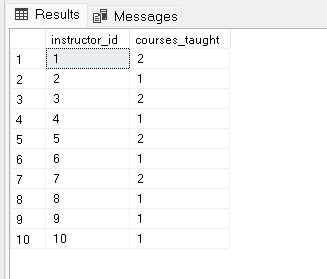 Results Messages
instructor_id courses_taught
1 1 2
2 2 1
3 3 2
4 4 1
5 5 2
6 6 1
7 7 2
8 8 1
9 9 1
10 10 1